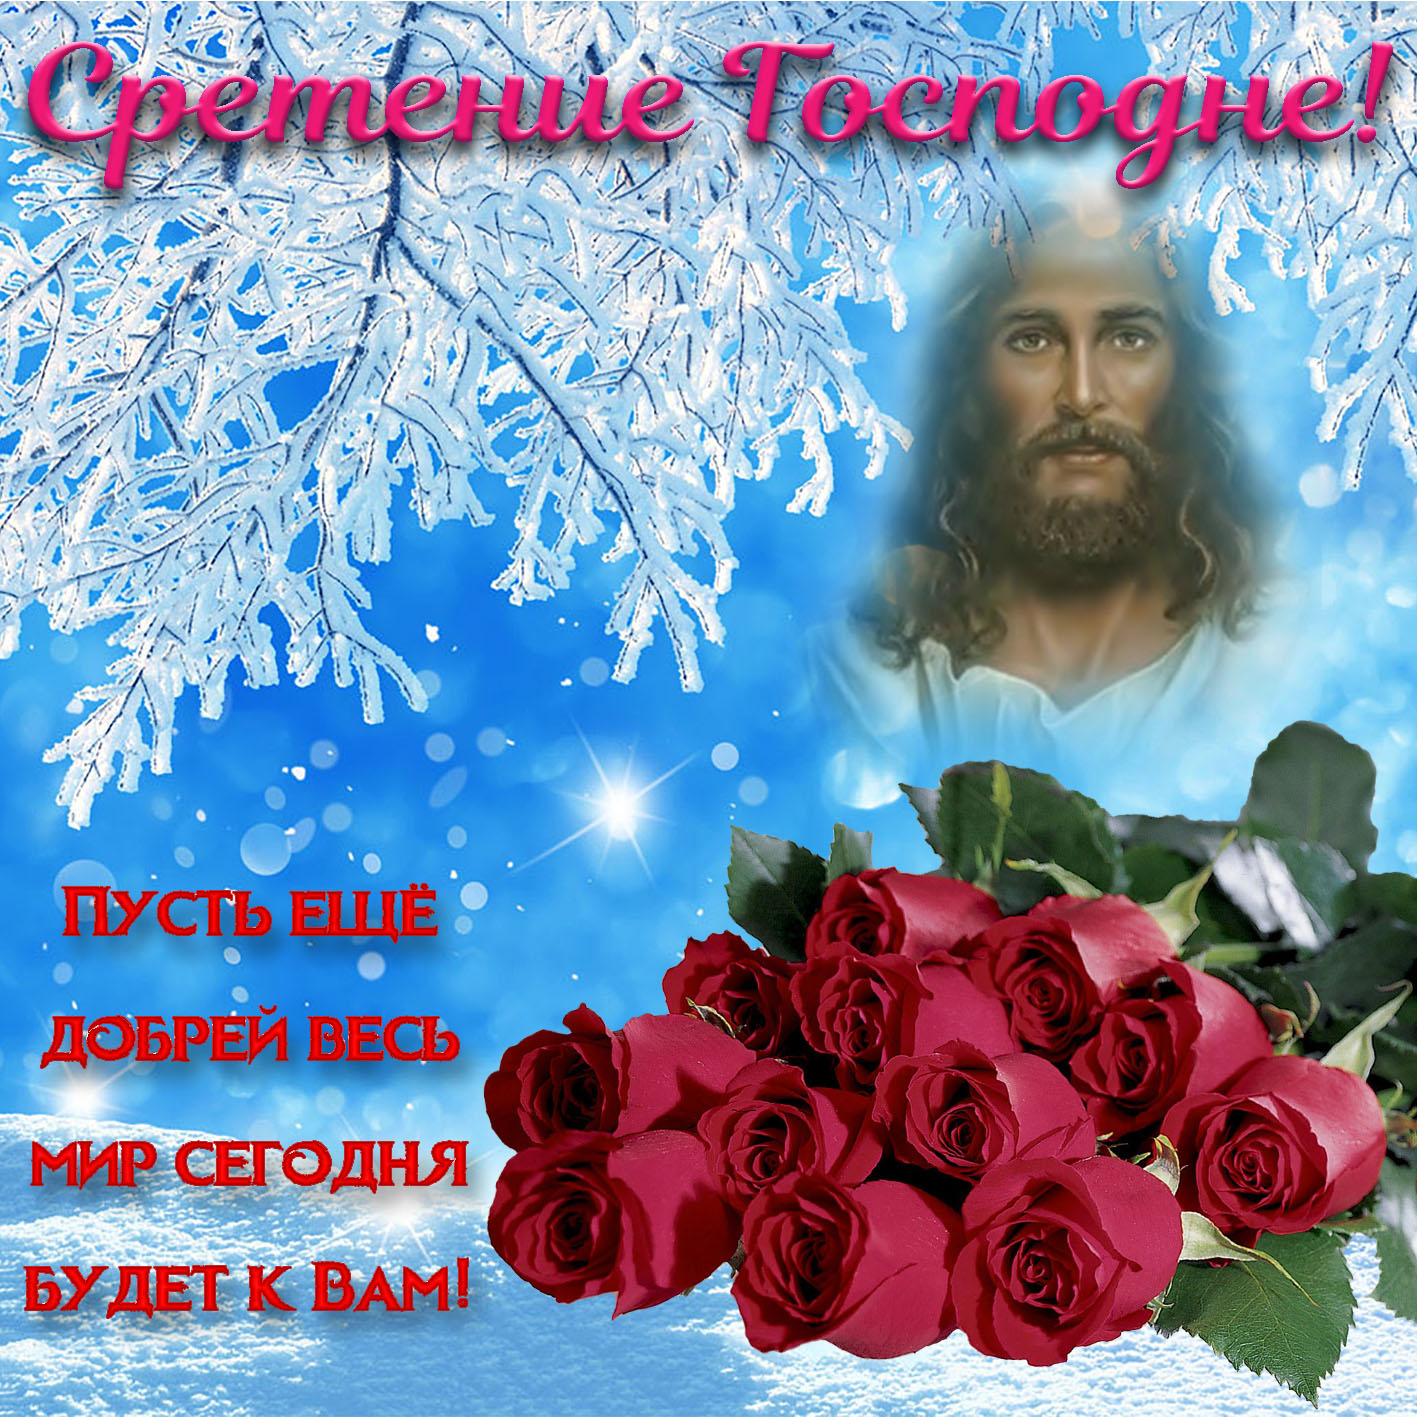 Сретение Господне!
Пусть ещё
добрей весь
мир сегодня
будет к Вам!